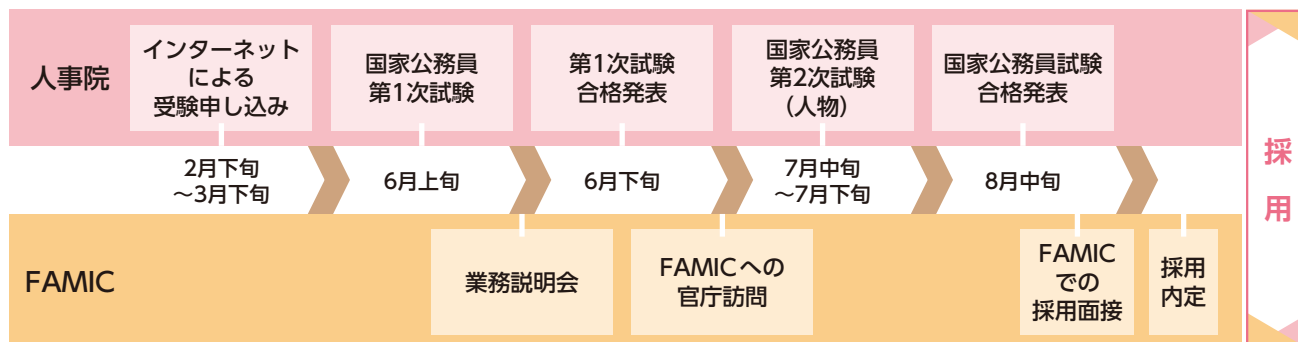 人事院
インターネット
による
受験申し込み
国家公務員
第1次試験
第1次試験
合格発表
国家公務員
第2次試験
(人物)
国家公務員試験
合格発表
2月下旬
～3月下旬
6月上旬
6月下旬
7月中旬
～7月下旬
8月中旬
FAMIC
業務説明会
FAMICへの
官庁訪問
FAMIC
での
採用面接
採用
内定
採用